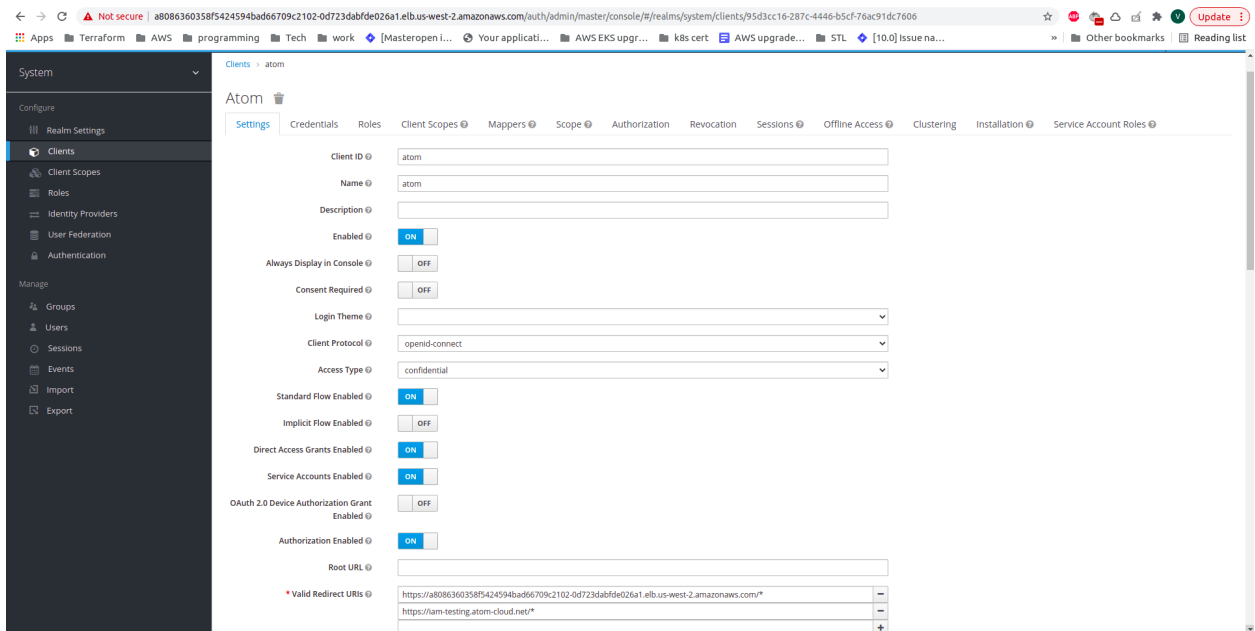 Not secure | a8086360358f5424594bad66709c2102-0d723dabfde026a1.elb.us-west-2.amazonaws.com/auth/admin/master/console/#/realms/system/clients/95d3cc16-287c-4446-b5cf-76ac91dc7606 ABP V Update
Apps Terraform AWS programming Tech work [Masteropen i... Your applicati... AWS EKS upgr... k8s cert AWS upgrade... STL [10.0] Issue na... » Other bookmarks Reading list
System
Configure
Realm Settings
Clients
Client Scopes
Roles
Identity Providers
User Federation
Authentication
Manage
Groups
Users
Sessions
Events
Import
Export
Clients > atom
Atom
Settings Credentials Roles Client Scopes Mappers Scope Authorization Revocation Sessions Offline Access Clustering Installation Service Account Roles
Client ID atom
Name atom
Description
Enabled ON
Always Display in Console OFF
Consent Required OFF
Login Theme
Client Protocol openid-connect
Access Type confidential
Standard Flow Enabled ON
Implicit Flow Enabled OFF
Direct Access Grants Enabled ON
Service Accounts Enabled ON
OAuth 2.0 Device Authorization Grant OFF
Enabled
Authorization Enabled ON
Root URL
* Valid Redirect URIs https://a8086360358f5424594bad66709c2102-0d723dabfde026a1.elb.us-west-2.amazonaws.com/*
https://iam-testing.atom-cloud.net/*